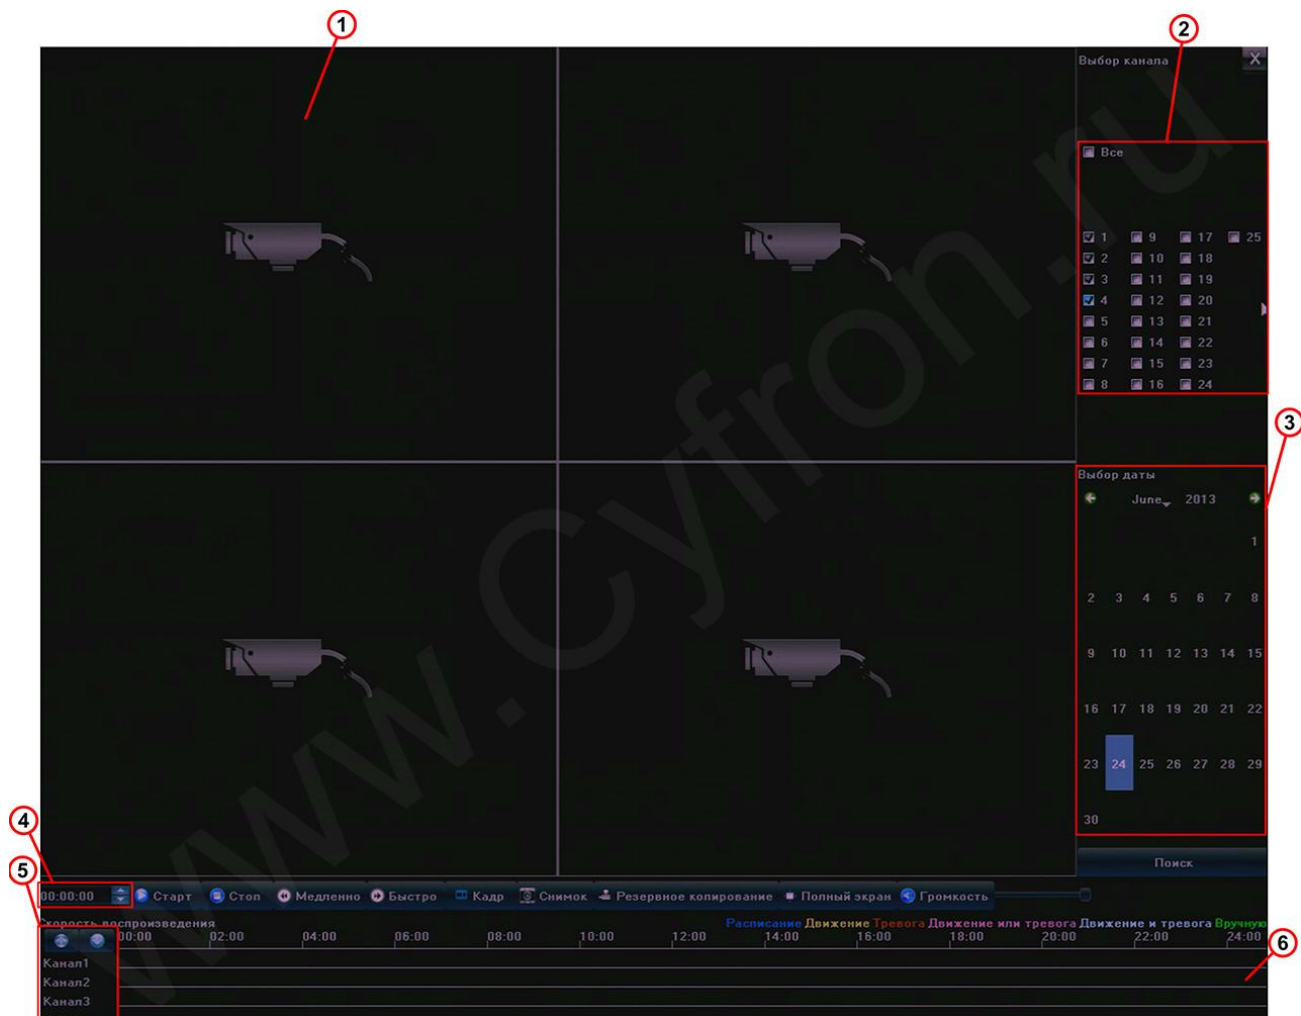 1
2
Выбор канала X
Все
1 9 17 25
2 10 18
3 11 19
4 12 20
5 13 21
6 14 22
7 15 23
8 16 24
3
Выбор даты
June 2013
1
2 3 4 5 6 7 8
9 10 11 12 13 14 15
16 17 18 19 20 21 22
23 24 25 26 27 28 29
30
Поиск
www.Cyfron.ru
4
5
00:00:00 Старт Стоп Медленно Быстро Кадр Снимок Резервное копирование Полный экран Громкость
Скорость воспроизведения Расписание Движение Тревога Движение или тревога Движение и тревога Вручную
00:00 02:00 04:00 06:00 08:00 10:00 12:00 14:00 16:00 18:00 20:00 22:00 24:00
6
Канал1
Канал2
Канал3